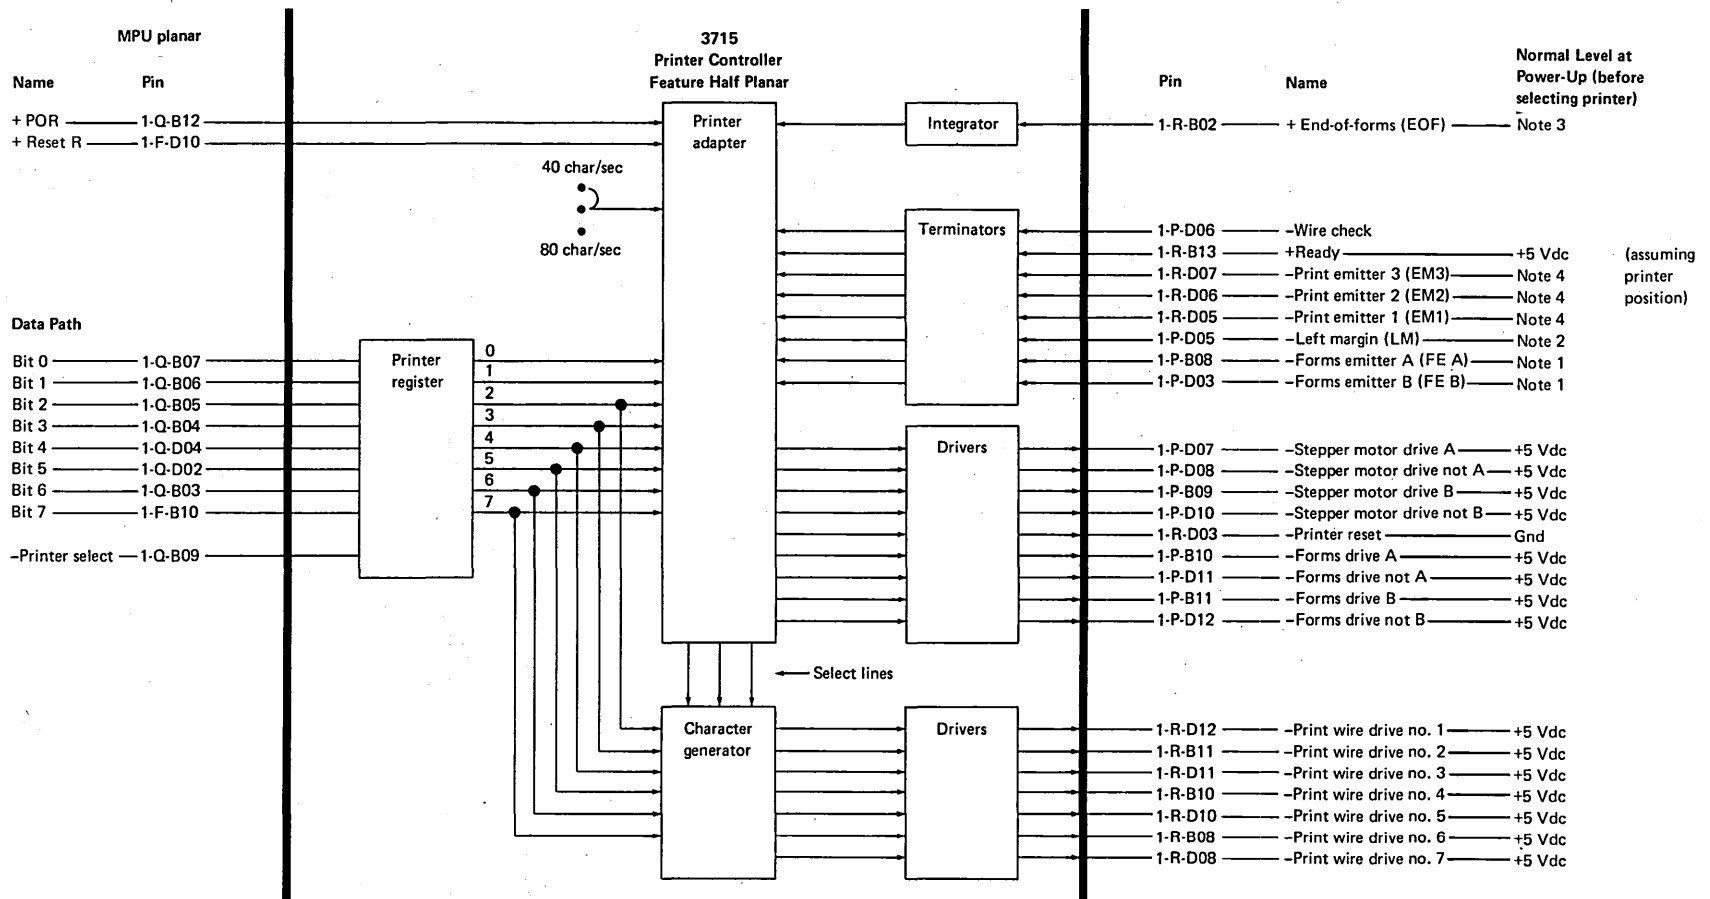 MPU planar
Name Pin
+ POR 1-Q-B12
+ Reset R 1-F-D10
Data Path
Bit 0 1-Q-B07
Bit 1 1-Q-B06
Bit 2 1-Q-B05
Bit 3 1-Q-B04
Bit 4 1-Q-D04
Bit 5 1-Q-D02
Bit 6 1-Q-B03
Bit 7 1-F-B10
–Printer select 1-Q-B09
Printer
register
0
1
2
3
4
5
6
7
40 char/sec
80 char/sec
3715
Printer Controller
Feature Half Planar
Printer
adapter
Select lines
Character
generator
Integrator
Terminators
Drivers
Drivers
Pin Name
Normal Level at
Power-Up (before
selecting printer)
1-R-B02 + End-of-forms (EOF) Note 3
1-P-D06 –Wire check
1-R-B13 +Ready +5 Vdc
1-R-D07 –Print emitter 3 (EM3) Note 4
1-R-D06 –Print emitter 2 (EM2) Note 4
1-R-D05 –Print emitter 1 (EM1) Note 4
1-P-D05 –Left margin (LM) Note 2
1-P-B08 –Forms emitter A (FE A) Note 1
1-P-D03 –Forms emitter B (FE B) Note 1
(assuming
printer
position)
1-P-D07 –Stepper motor drive A +5 Vdc
1-P-D08 –Stepper motor drive not A +5 Vdc
1-P-B09 –Stepper motor drive B +5 Vdc
1-P-D10 –Stepper motor drive not B +5 Vdc
1-R-D03 –Printer reset Gnd
1-P-B10 –Forms drive A +5 Vdc
1-P-D11 –Forms drive not A +5 Vdc
1-P-B11 –Forms drive B +5 Vdc
1-P-D12 –Forms drive not B +5 Vdc
1-R-D12 –Print wire drive no. 1 +5 Vdc
1-R-B11 –Print wire drive no. 2 +5 Vdc
1-R-D11 –Print wire drive no. 3 +5 Vdc
1-R-B10 –Print wire drive no. 4 +5 Vdc
1-R-D10 –Print wire drive no. 5 +5 Vdc
1-R-B08 –Print wire drive no. 6 +5 Vdc
1-R-D08 –Print wire drive no. 7 +5 Vdc